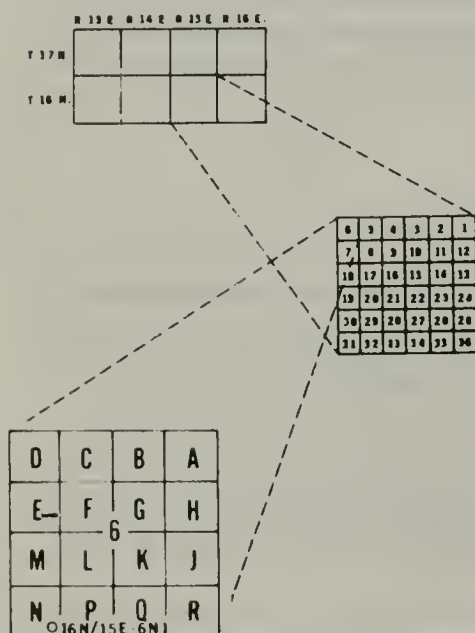 R 13 E R 14 E R 15 E R 16 E.
T 17 N
T 16 N.
6 5 4 3 2 1
7 8 9 10 11 12
18 17 16 15 14 13
19 20 21 22 23 24
30 29 28 27 26 25
31 32 33 34 35 36
D C B A
E F G H
6
M L K J
N P Q R
16N/15E-6N1